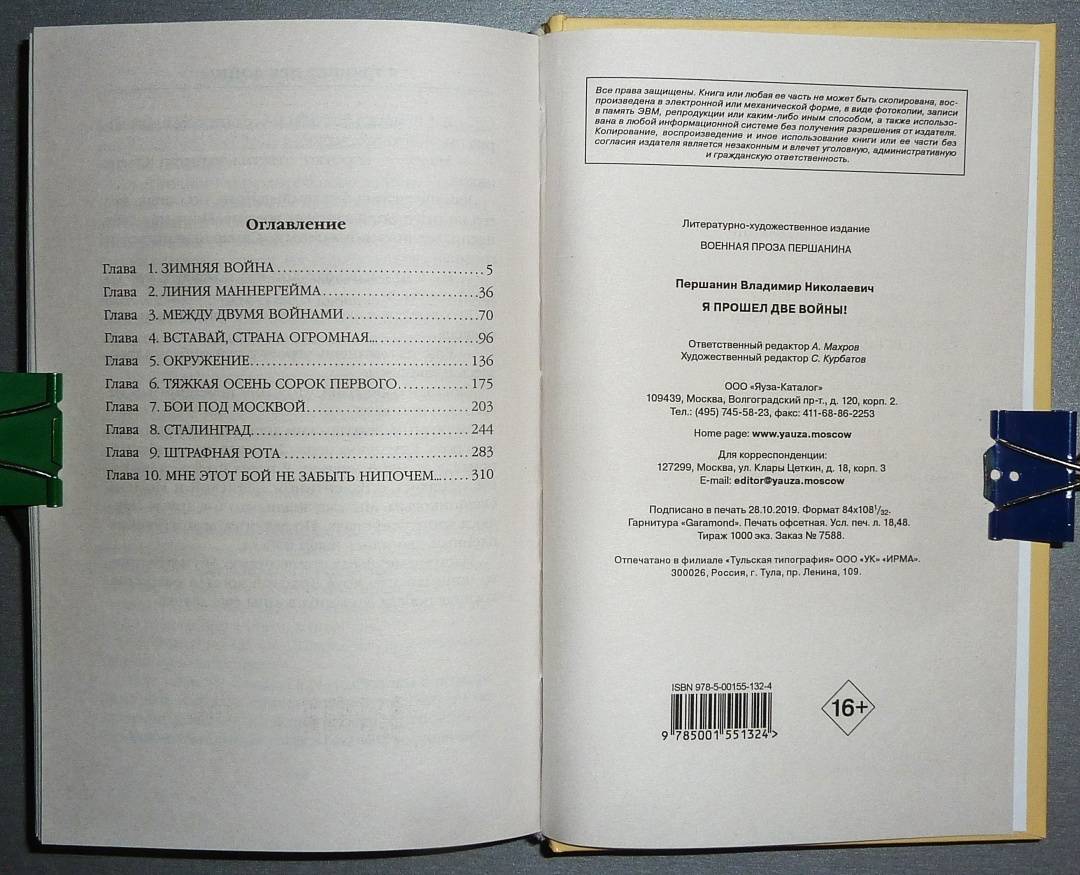 Оглавление
Глава 1. ЗИМНЯЯ ВОЙНА........................................5
Глава 2. ЛИНИЯ МАННЕРГЕЙМА..............................36
Глава 3. МЕЖДУ ДВУМЯ ВОЙНАМИ..........................70
Глава 4. ВСТАВАЙ, СТРАНА ОГРОМНАЯ......................96
Глава 5. ОКРУЖЕНИЕ...........................................136
Глава 6. ТЯЖКАЯ ОСЕНЬ СОРОК ПЕРВОГО..............175
Глава 7. БОИ ПОД МОСКВОЙ................................203
Глава 8. СТАЛИНГРАД..........................................244
Глава 9. ШТРАФНАЯ РОТА.....................................283
Глава 10. МНЕ ЭТОТ БОЙ НЕ ЗАБЫТЬ НИПОЧЕМ........310
Все права защищены. Книга или любая ее часть не может быть скопирована, вос-
произведена в электронной или механической форме, в виде фотокопии, записи
в память ЭВМ, репродукции или каким-либо иным способом, а также использо-
вана в любой информационной системе без получения разрешения от издателя.
Копирование, воспроизведение и иное использование книги или ее части без
согласия издателя является незаконным и влечет уголовную, административную
и гражданскую ответственность.
Литературно-художественное издание
ВОЕННАЯ ПРОЗА ПЕРШАНИНА
Першанин Владимир Николаевич
Я ПРОШЕЛ ДВЕ ВОЙНЫ!
Ответственный редактор А. Махров
Художественный редактор С. Курбатов
ООО «Яуза-Каталог»
109439, Москва, Волгоградский пр-т., д. 120, корп. 2.
Тел.: (495) 745-58-23, факс: 411-68-86-2253
Home page: www.yauza.moscow
Для корреспонденции:
127299, Москва, ул. Клары Цеткин, д. 18, корп. 3
E-mail: editor@yauza.moscow
Подписано в печать 28.10.2019. Формат 84x108 1/32.
Гарнитура «Garamond». Печать офсетная. Усл. печ. л. 18,48.
Тираж 1000 экз. Заказ № 7588.
Отпечатано в филиале «Тульская типография» ООО «УК» «ИРМА».
300026, Россия, г. Тула, пр. Ленина, 109.
ISBN 978-5-00155-132-4
9 785001 551324 >
16+